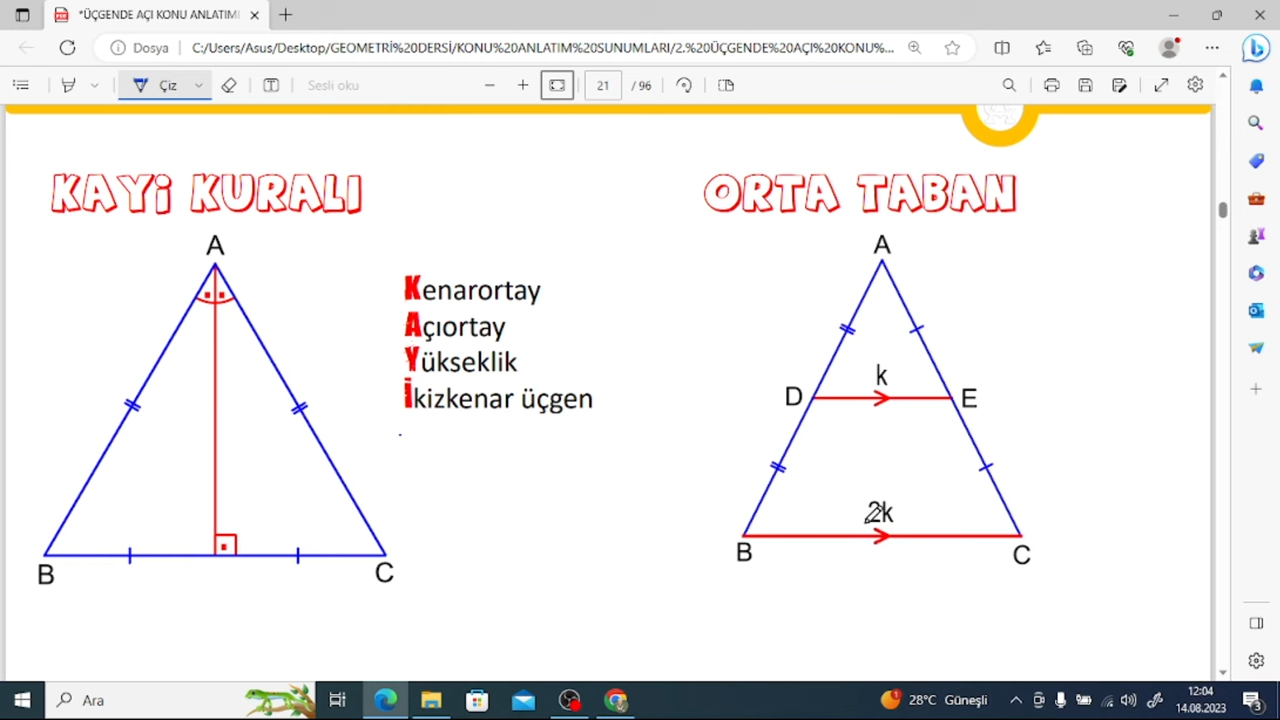 *ÜÇGENDE AÇI KONU ANLATIMI
Dosya
C:/Users/Asus/Desktop/GEOMETRİ%20DERSİ/KONU%20ANLATIM%20SUNUMLARI/2.%20ÜÇGENDE%20AÇI%20KONU%...
Çiz
Sesli oku
21
/ 96
KAYİ KURALI
A
B
C
Kenarortay
Açıortay
Yükseklik
İkizkenar üçgen
ORTA TABAN
A
k
D
E
2k
B
C
Ara
28°C Güneşli
12:04
14.08.2023
3